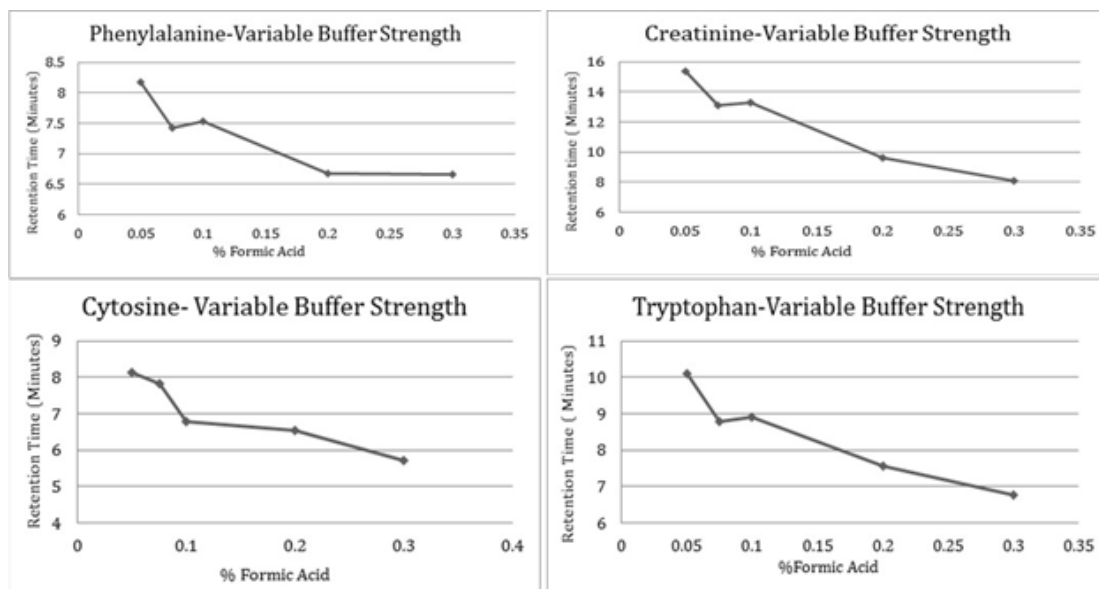 Phenylalanine-Variable Buffer Strength
Retention Time (Minutes)
8.5
8
7.5
7
6.5
6
0 0.05 0.1 0.15 0.2 0.25 0.3 0.35
% Formic Acid
Creatinine-Variable Buffer Strength
Retention time ( Minutes)
16
14
12
10
8
6
0 0.05 0.1 0.15 0.2 0.25 0.3 0.35
% Formic Acid
Cytosine- Variable Buffer Strength
Retention Time (Minutes)
9
8
7
6
5
4
0 0.1 0.2 0.3 0.4
% Formic Acid
Tryptophan-Variable Buffer Strength
Retention Time ( Minutes)
11
10
9
8
7
6
0 0.05 0.1 0.15 0.2 0.25 0.3 0.35
%Formic Acid